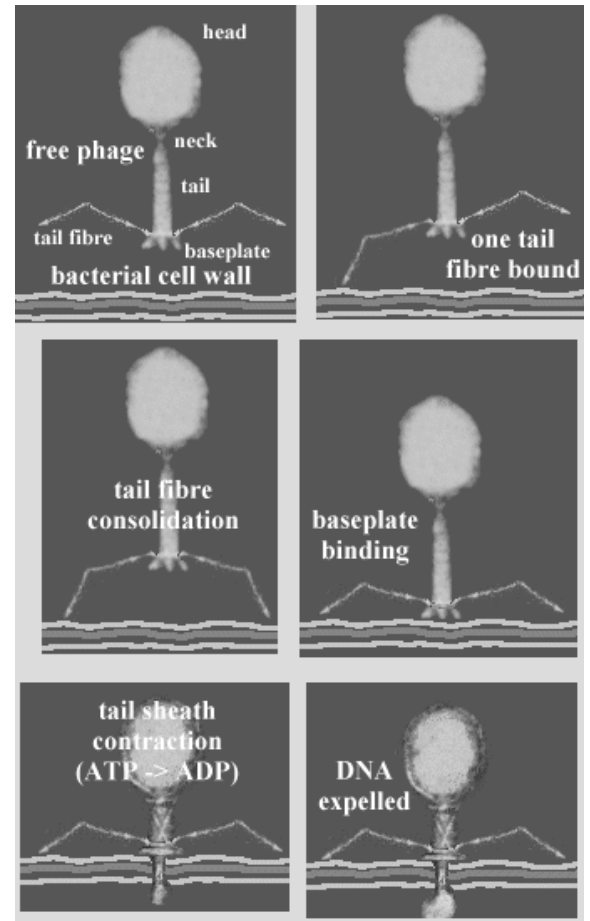 head
free phage
neck
tail
tail fibre
baseplate
bacterial cell wall
one tail
fibre bound
tail fibre
consolidation
baseplate
binding
tail sheath
contraction
(ATP -> ADP)
DNA
expelled